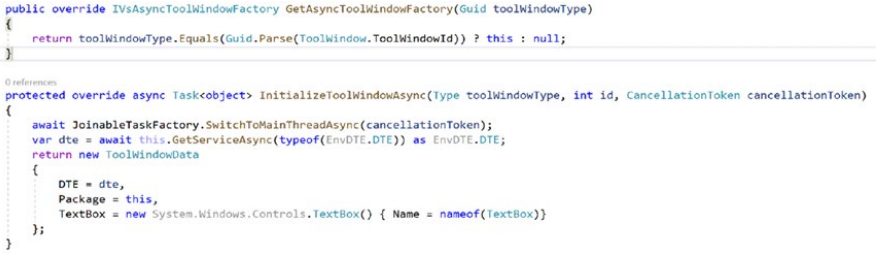 public override IVsAsyncToolWindowFactory GetAsyncToolWindowFactory(Guid toolWindowType)
{
    return toolWindowType.Equals(Guid.Parse(ToolWindow.ToolWindowId)) ? this : null;
}
0 references
protected override async Task<object> InitializeToolWindowAsync(Type toolWindowType, int id, CancellationToken cancellationToken)
{
    await JoinableTaskFactory.SwitchToMainThreadAsync(cancellationToken);
    var dte = await this.GetServiceAsync(typeof(EnvDTE.DTE)) as EnvDTE.DTE;
    return new ToolWindowData
    {
        DTE = dte,
        Package = this,
        TextBox = new System.Windows.Controls.TextBox() { Name = nameof(TextBox)}
    };
}